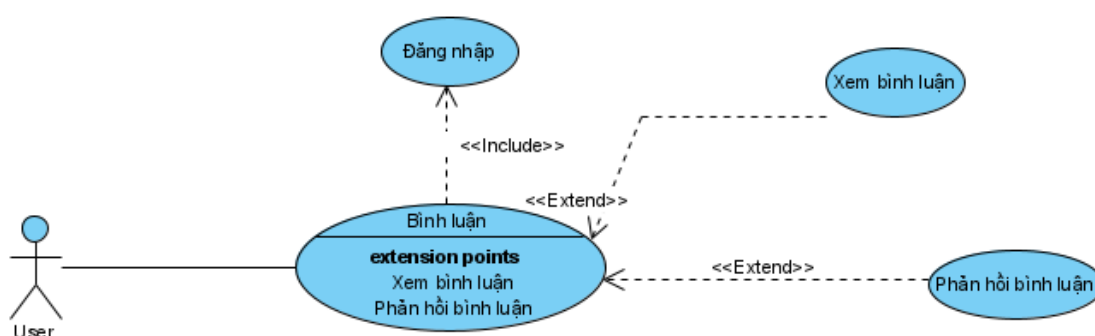 Đăng nhập
Xem bình luận
<<Include>>
<<Extend>>
Bình luận
extension points
Xem bình luận
Phản hồi bình luận
<<Extend>>
Phản hồi bình luận
User